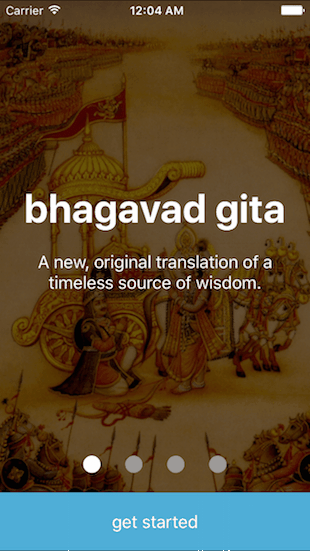 Carrier 12:04 AM
bhagavad gita
A new, original translation of a
timeless source of wisdom.
get started